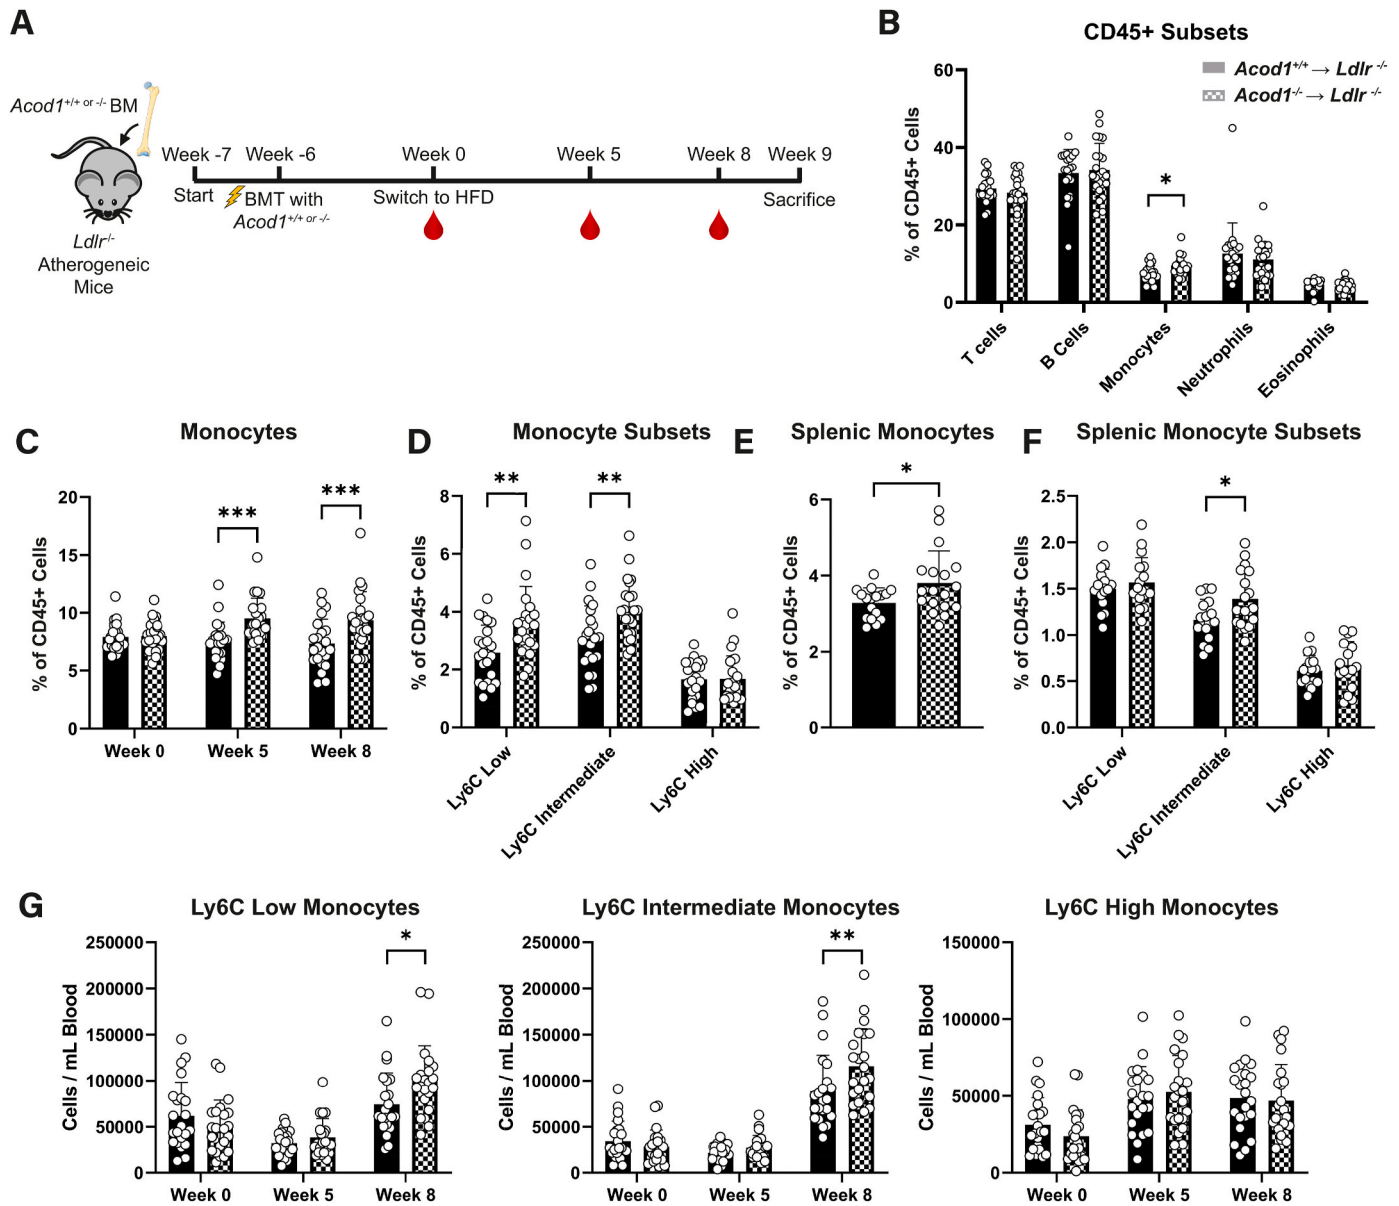 A
Acod1+/+ or -/- BM
Week -7
Week -6
Week 0
Week 5
Week 8
Week 9
Start
BMT with
Acod1+/+ or -/-
Switch to HFD
Sacrifice
Ldlr-/-
Atherogeneic
Mice
B
CD45+ Subsets
Acod1+/+ → Ldlr -/-
Acod1-/- → Ldlr -/-
% of CD45+ Cells
60
40
20
0
*
T cells
B Cells
Monocytes
Neutrophils
Eosinophils
C
Monocytes
% of CD45+ Cells
20
15
10
5
0
***
***
Week 0
Week 5
Week 8
D
Monocyte Subsets
% of CD45+ Cells
8
6
4
2
0
**
**
Ly6C Low
Ly6C Intermediate
Ly6C High
E
Splenic Monocytes
% of CD45+ Cells
6
4
2
0
*
F
Splenic Monocyte Subsets
% of CD45+ Cells
2.5
2.0
1.5
1.0
0.5
0.0
*
Ly6C Low
Ly6C Intermediate
Ly6C High
G
Ly6C Low Monocytes
Cells / mL Blood
250000
200000
150000
100000
50000
0
*
Week 0
Week 5
Week 8
Ly6C Intermediate Monocytes
Cells / mL Blood
250000
200000
150000
100000
50000
0
**
Week 0
Week 5
Week 8
Ly6C High Monocytes
Cells / mL Blood
150000
100000
50000
0
Week 0
Week 5
Week 8